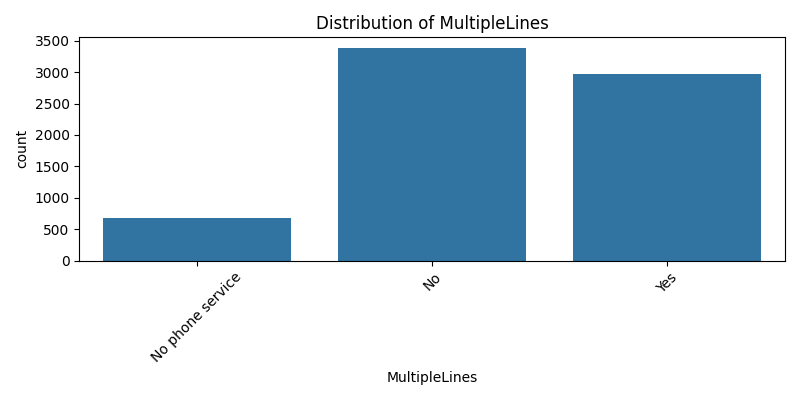 Distribution of MultipleLines
count
3500
3000
2500
2000
1500
1000
500
0
No phone service
No
Yes
MultipleLines